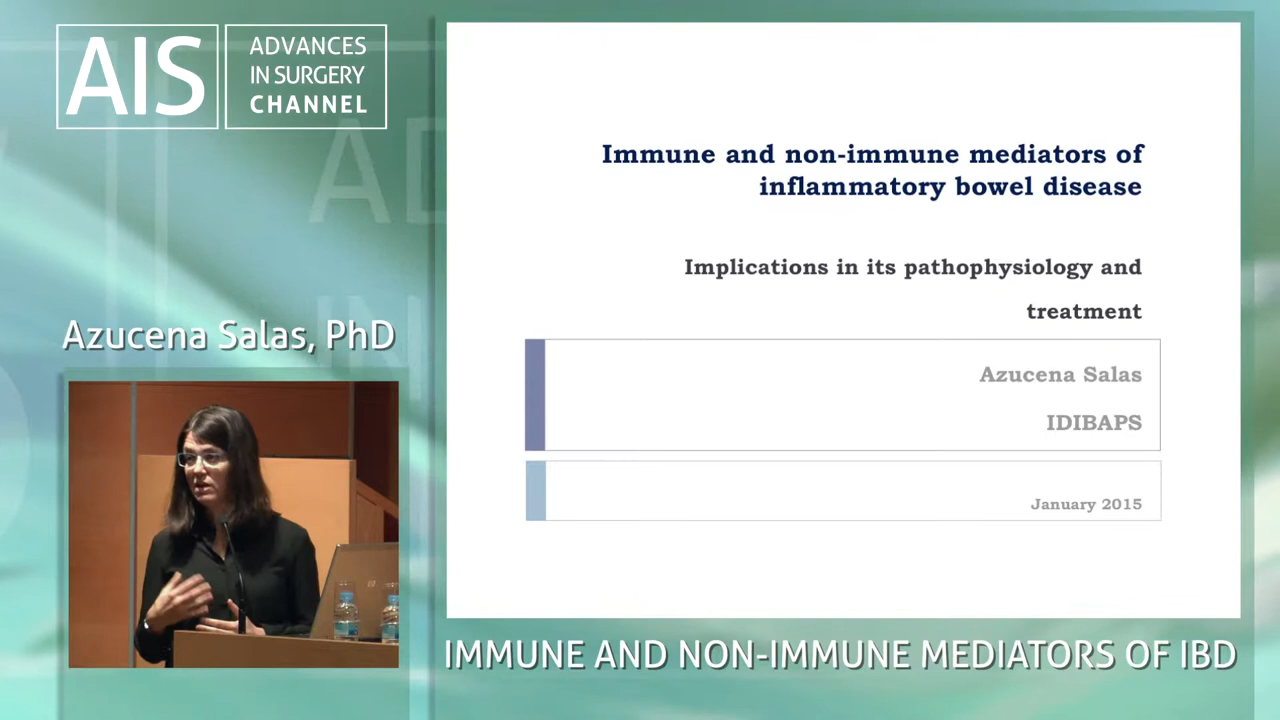 AIS
ADVANCES
IN SURGERY
CHANNEL
Azucena Salas, PhD
Immune and non-immune mediators of
inflammatory bowel disease
Implications in its pathophysiology and
treatment
Azucena Salas
IDIBAPS
January 2015
IMMUNE AND NON-IMMUNE MEDIATORS OF IBD